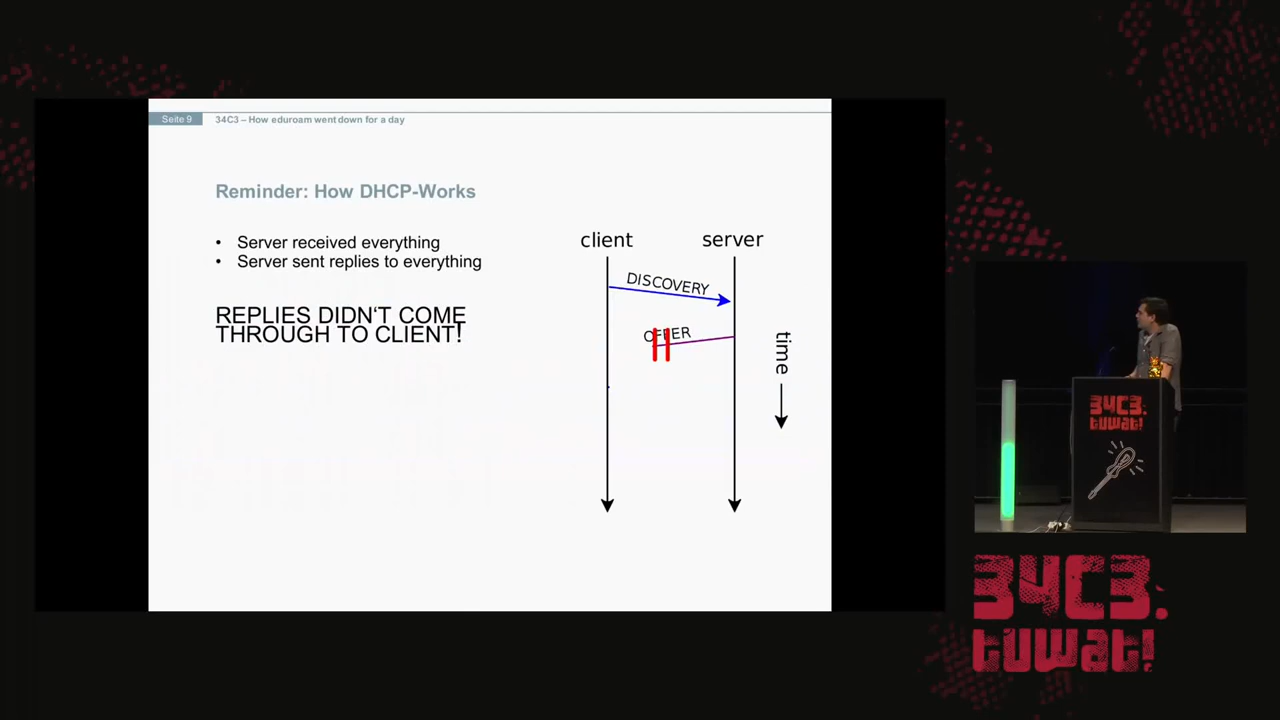 Seite 9
34C3 – How eduroam went down for a day
Reminder: How DHCP-Works
• Server received everything
• Server sent replies to everything
REPLIES DIDN‘T COME
THROUGH TO CLIENT!
client
server
DISCOVERY
OFFER
time
34C3.
tuwat!
34C3.
tuwat!